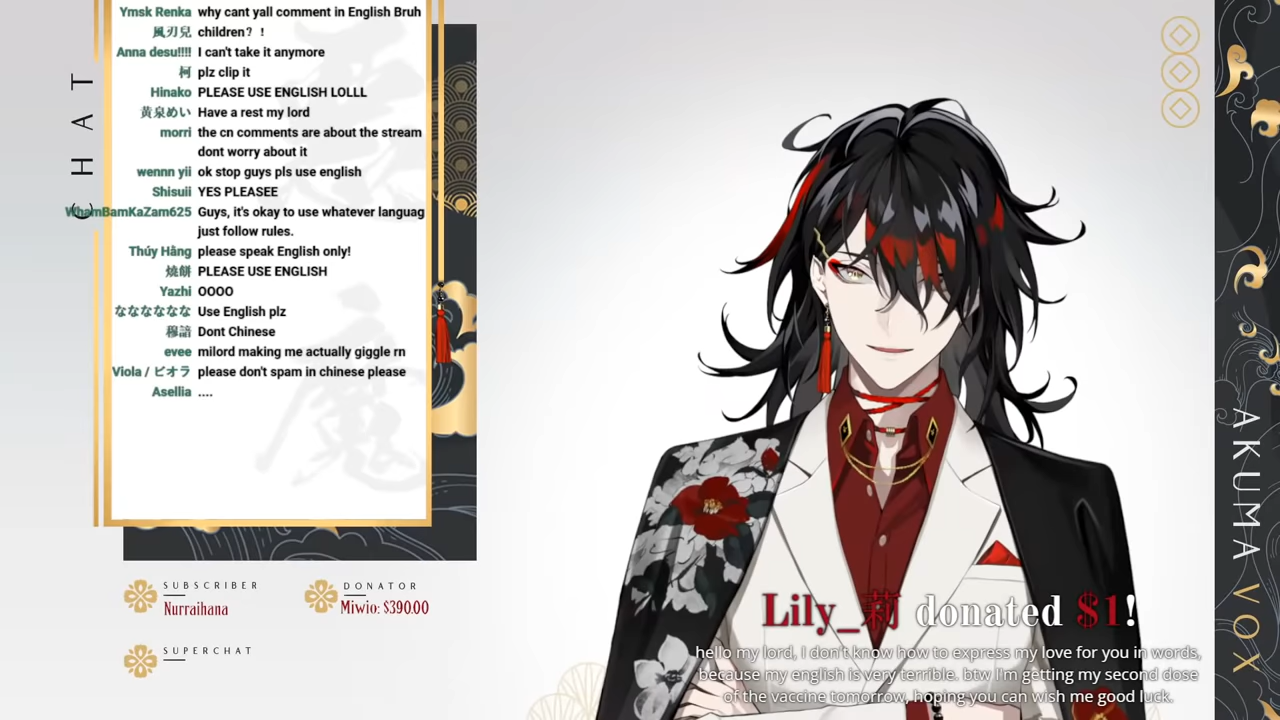 CHAT
Ymsk Renka why cant yall comment in English Bruh
風刃兒 children？！
Anna desu!!!! I can't take it anymore
柯 plz clip it
Hinako PLEASE USE ENGLISH LOLLL
黄泉めい Have a rest my lord
morri the cn comments are about the stream
dont worry about it
wennn yii ok stop guys pls use english
Shisuii YES PLEASEE
WhamBamKaZam625 Guys, it's okay to use whatever languag
just follow rules.
Thúy Hằng please speak English only!
燒餅 PLEASE USE ENGLISH
Yazhi OOOO
なななななな Use English plz
穆諳 Dont Chinese
evee milord making me actually giggle rn
Viola / ビオラ please don't spam in chinese please
Asellia ....
魔
SUBSCRIBER
Nurraihana
DONATOR
Miwio: $390.00
SUPERCHAT
Lily_莉 donated $1!
hello my lord, I don't know how to express my love for you in words,
because my english is very terrible. btw I'm getting my second dose
of the vaccine tomorrow, hoping you can wish me good luck.
AKUMA VOX